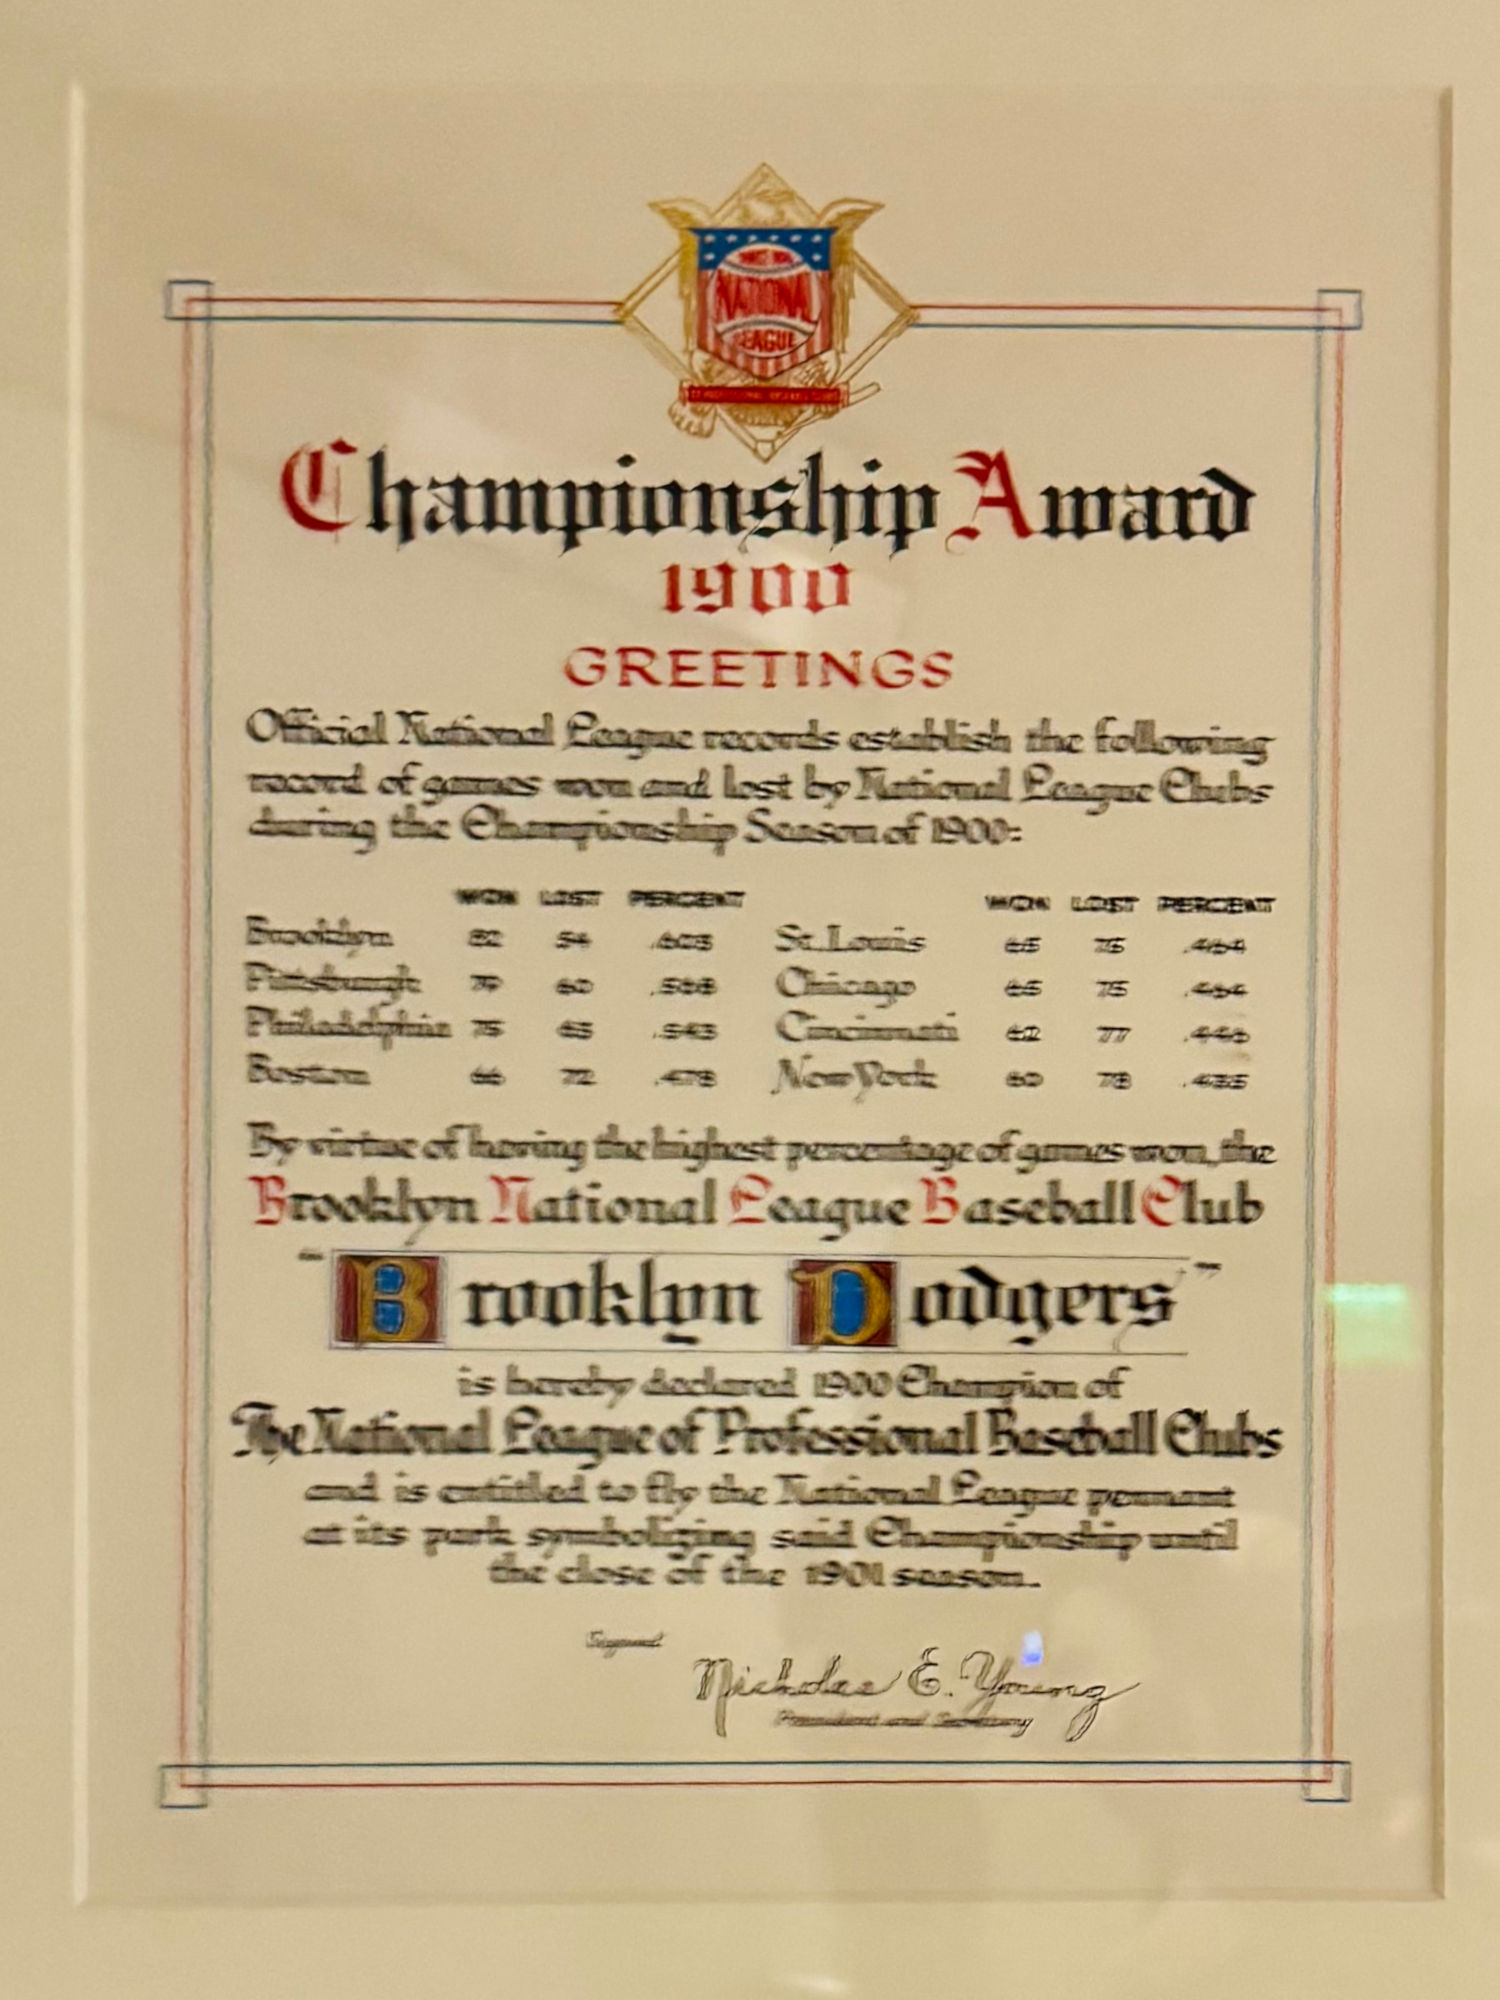 NATIONAL
LEAGUE
Championship Award
1900
GREETINGS
Official National League records establish the following
record of games won and lost by National League Clubs
during the Championship Season of 1900:
WON LOST PERCENT WON LOST PERCENT
Brooklyn 82 54 .603 St. Louis 65 75 .464
Pittsburgh 79 60 .568 Chicago 65 75 .464
Philadelphia 75 63 .543 Cincinnati 62 77 .446
Boston 66 72 .478 New York 60 78 .435
By virtue of having the highest percentage of games won, the
Brooklyn National League Baseball Club
"Brooklyn Dodgers"
is hereby declared 1900 Champion of
The National League of Professional Baseball Clubs
and is entitled to fly the National League pennant
at its park symbolizing said Championship until
the close of the 1901 season.
Signed
Nicholas E. Young
President and Secretary